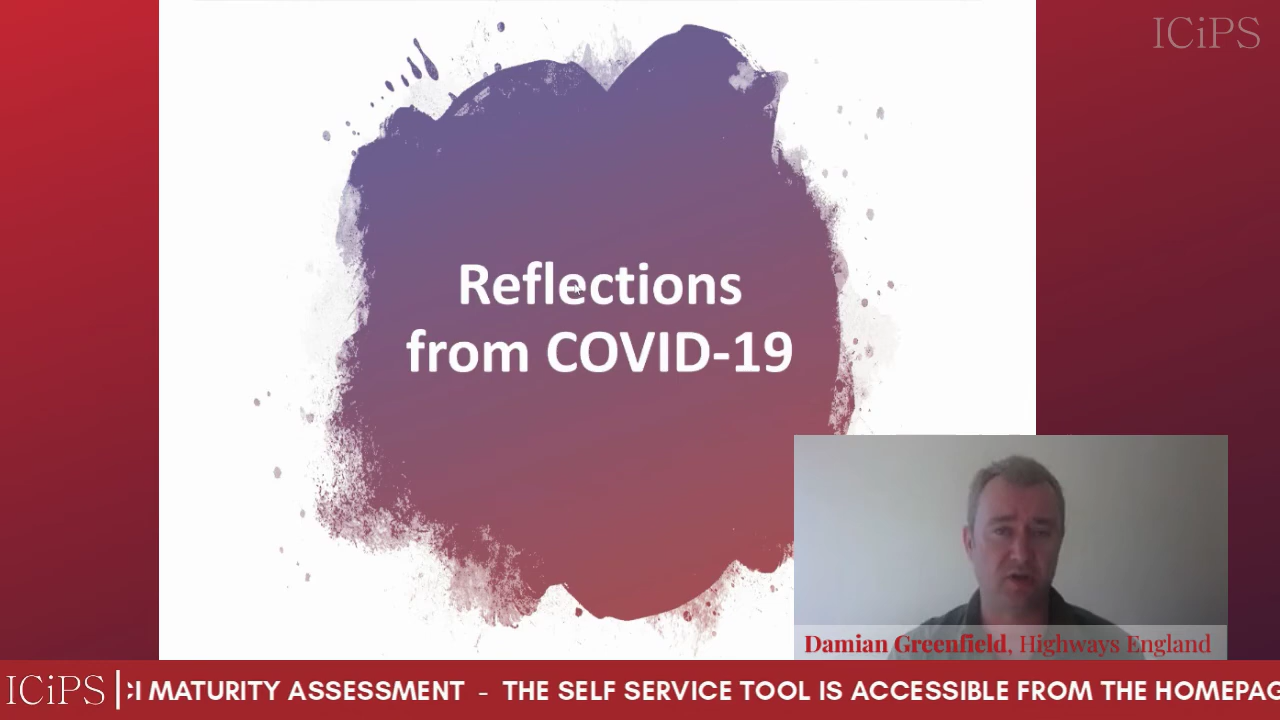 ICiPS
Reflections
from COVID-19
Damian Greenfield, Highways England
ICiPS
MATURITY ASSESSMENT - THE SELF SERVICE TOOL IS ACCESSIBLE FROM THE